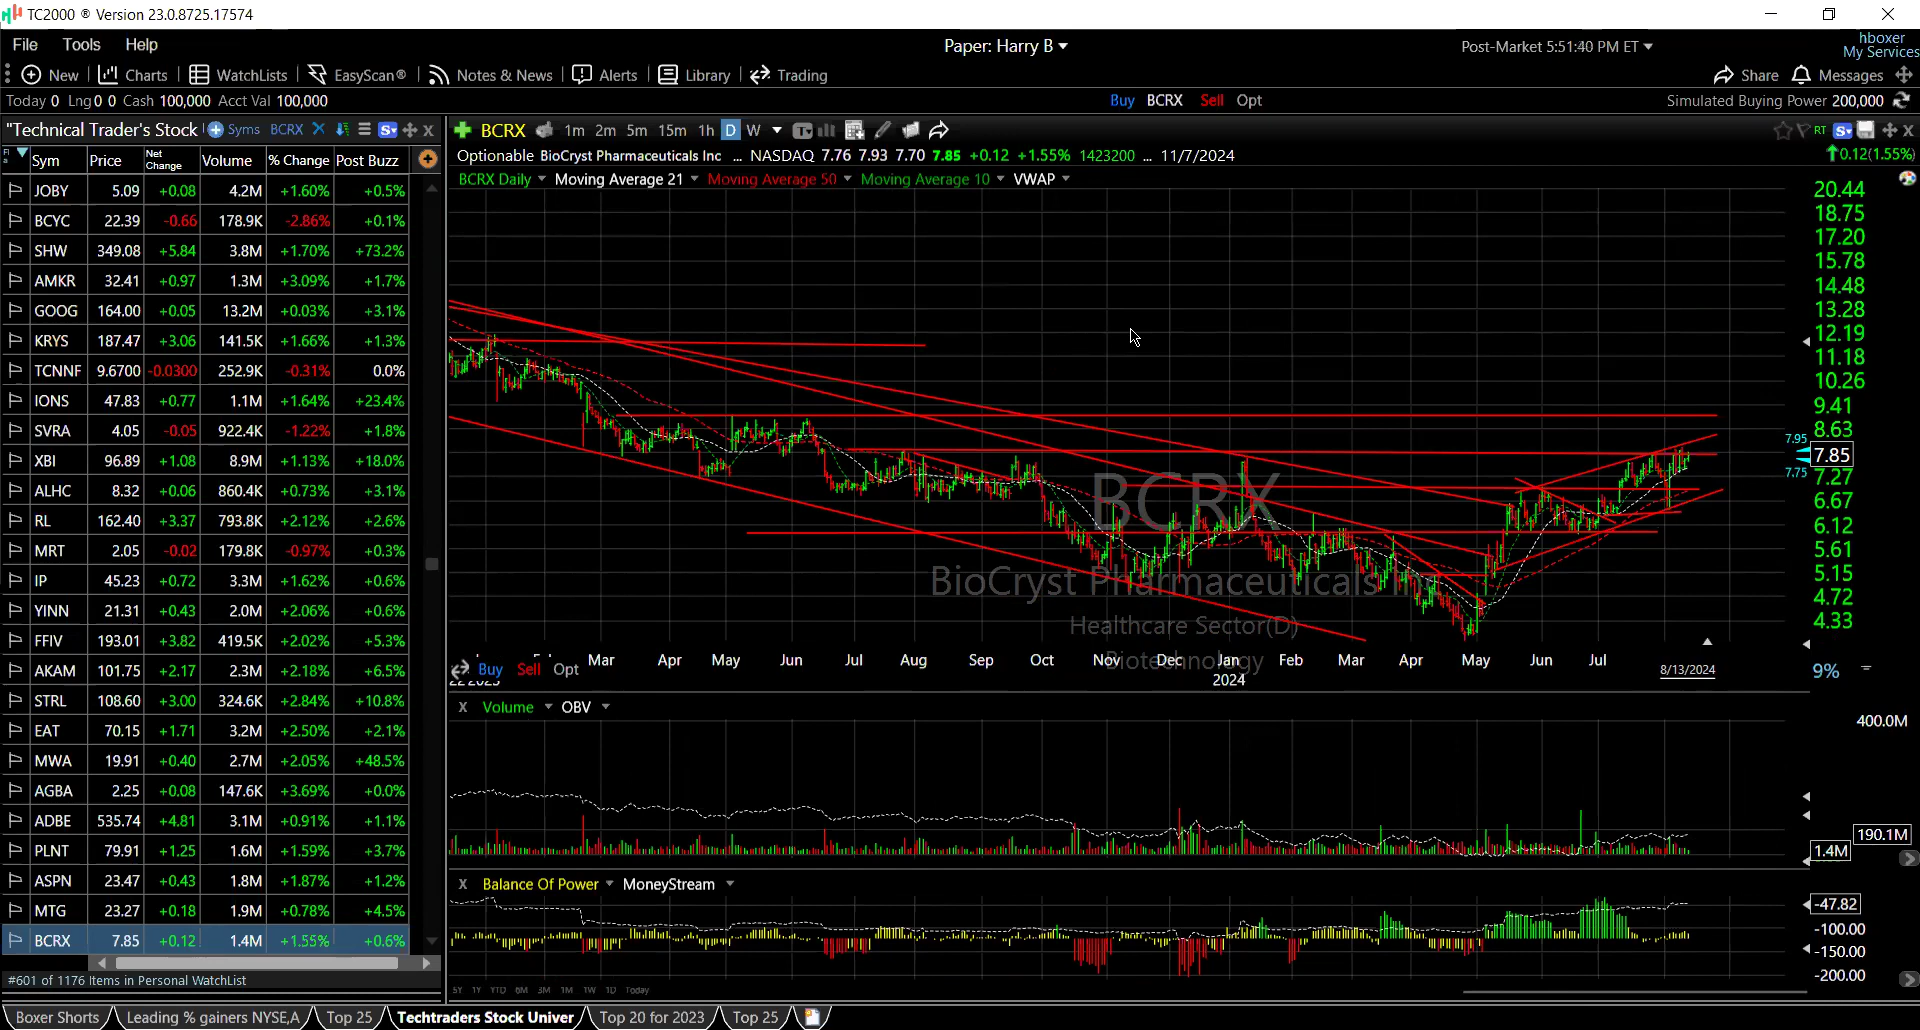 TC2000 ® Version 23.0.8725.17574
File Tools Help
Paper: Harry B
Post-Market 5:51:40 PM ET
hboxer
My Services
New Charts WatchLists EasyScan® Notes & News Alerts Library Trading
Share Messages
Today 0 Lng 0 0 Cash 100,000 Acct Val 100,000
Buy BCRX Sell Opt
Simulated Buying Power 200,000
"Technical Trader's Stock Syms BCRX
BCRX 1m 2m 5m 15m 1h D W
RT
Optionable BioCryst Pharmaceuticals Inc ... NASDAQ 7.76 7.93 7.70 7.85 +0.12 +1.55% 1423200 ... 11/7/2024
0.12(1.55%)
BCRX Daily Moving Average 21 Moving Average 50 Moving Average 10 VWAP
Sym Price Net Change Volume % Change Post Buzz
JOBY 5.09 +0.08 4.2M +1.60% +0.5%
BCYC 22.39 -0.66 178.9K -2.86% +0.1%
SHW 349.08 +5.84 3.8M +1.70% +73.2%
AMKR 32.41 +0.97 1.3M +3.09% +1.7%
GOOG 164.00 +0.05 13.2M +0.03% +3.1%
KRYS 187.47 +3.06 141.5K +1.66% +1.3%
TCNNF 9.6700 -0.0300 252.9K -0.31% 0.0%
IONS 47.83 +0.77 1.1M +1.64% +23.4%
SVRA 4.05 -0.05 922.4K -1.22% +1.8%
XBI 96.89 +1.08 8.9M +1.13% +18.0%
ALHC 8.32 +0.06 860.4K +0.73% +3.1%
RL 162.40 +3.37 793.8K +2.12% +2.6%
MRT 2.05 -0.02 179.8K -0.97% +0.3%
IP 45.23 +0.72 3.3M +1.62% +0.6%
YINN 21.31 +0.43 2.0M +2.06% +0.6%
FFIV 193.01 +3.82 419.5K +2.02% +5.3%
AKAM 101.75 +2.17 2.3M +2.18% +6.5%
STRL 108.60 +3.00 324.6K +2.84% +10.8%
EAT 70.15 +1.71 3.2M +2.50% +2.1%
MWA 19.91 +0.40 2.7M +2.05% +48.5%
AGBA 2.25 +0.08 147.6K +3.69% +0.0%
ADBE 535.74 +4.81 3.1M +0.91% +1.1%
PLNT 79.91 +1.25 1.6M +1.59% +3.7%
ASPN 23.47 +0.43 1.8M +1.87% +1.2%
MTG 23.27 +0.18 1.9M +0.78% +4.5%
BCRX 7.85 +0.12 1.4M +1.55% +0.6%
#601 of 1176 Items in Personal WatchList
20.44
18.75
17.20
15.78
14.48
13.28
12.19
11.18
10.26
9.41
8.63
7.95
7.85
7.75
7.27
6.67
6.12
5.61
5.15
4.72
4.33
9%
BCRX
BioCryst Pharmaceuticals
Healthcare Sector(D)
Biotechnology
Mar Apr May Jun Jul Aug Sep Oct Nov Dec Jan Feb Mar Apr May Jun Jul
2024
8/13/2024
Buy Sell Opt
X Volume OBV
400.0M
190.1M
1.4M
X Balance Of Power MoneyStream
-47.82
-100.00
-150.00
-200.00
5Y 1Y YTD 6M 3M 1M 1W 1D Today
Boxer Shorts Leading % gainers NYSE,A Top 25 Techtraders Stock Univer Top 20 for 2023 Top 25